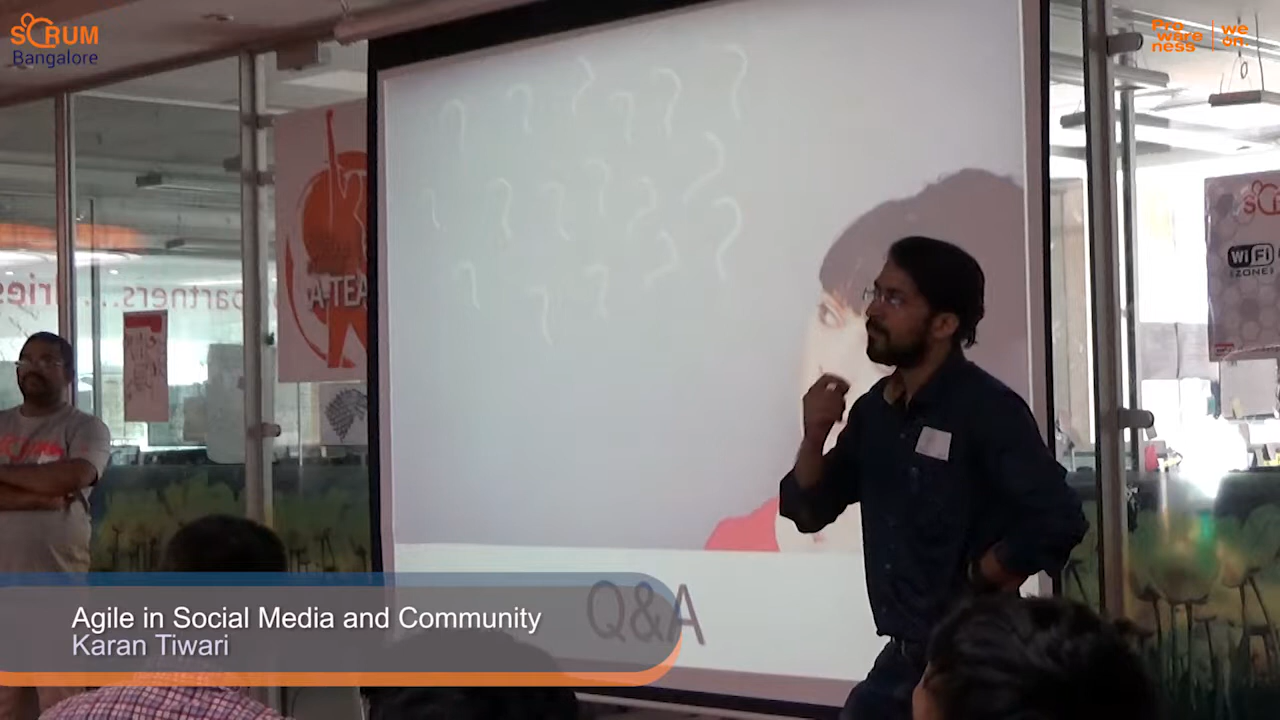 SCRUM
Bangalore
Pro
ware
ness
we
on.
A-TEA
partners...
WiFi
ZONE
Q&A
Agile in Social Media and Community
Karan Tiwari